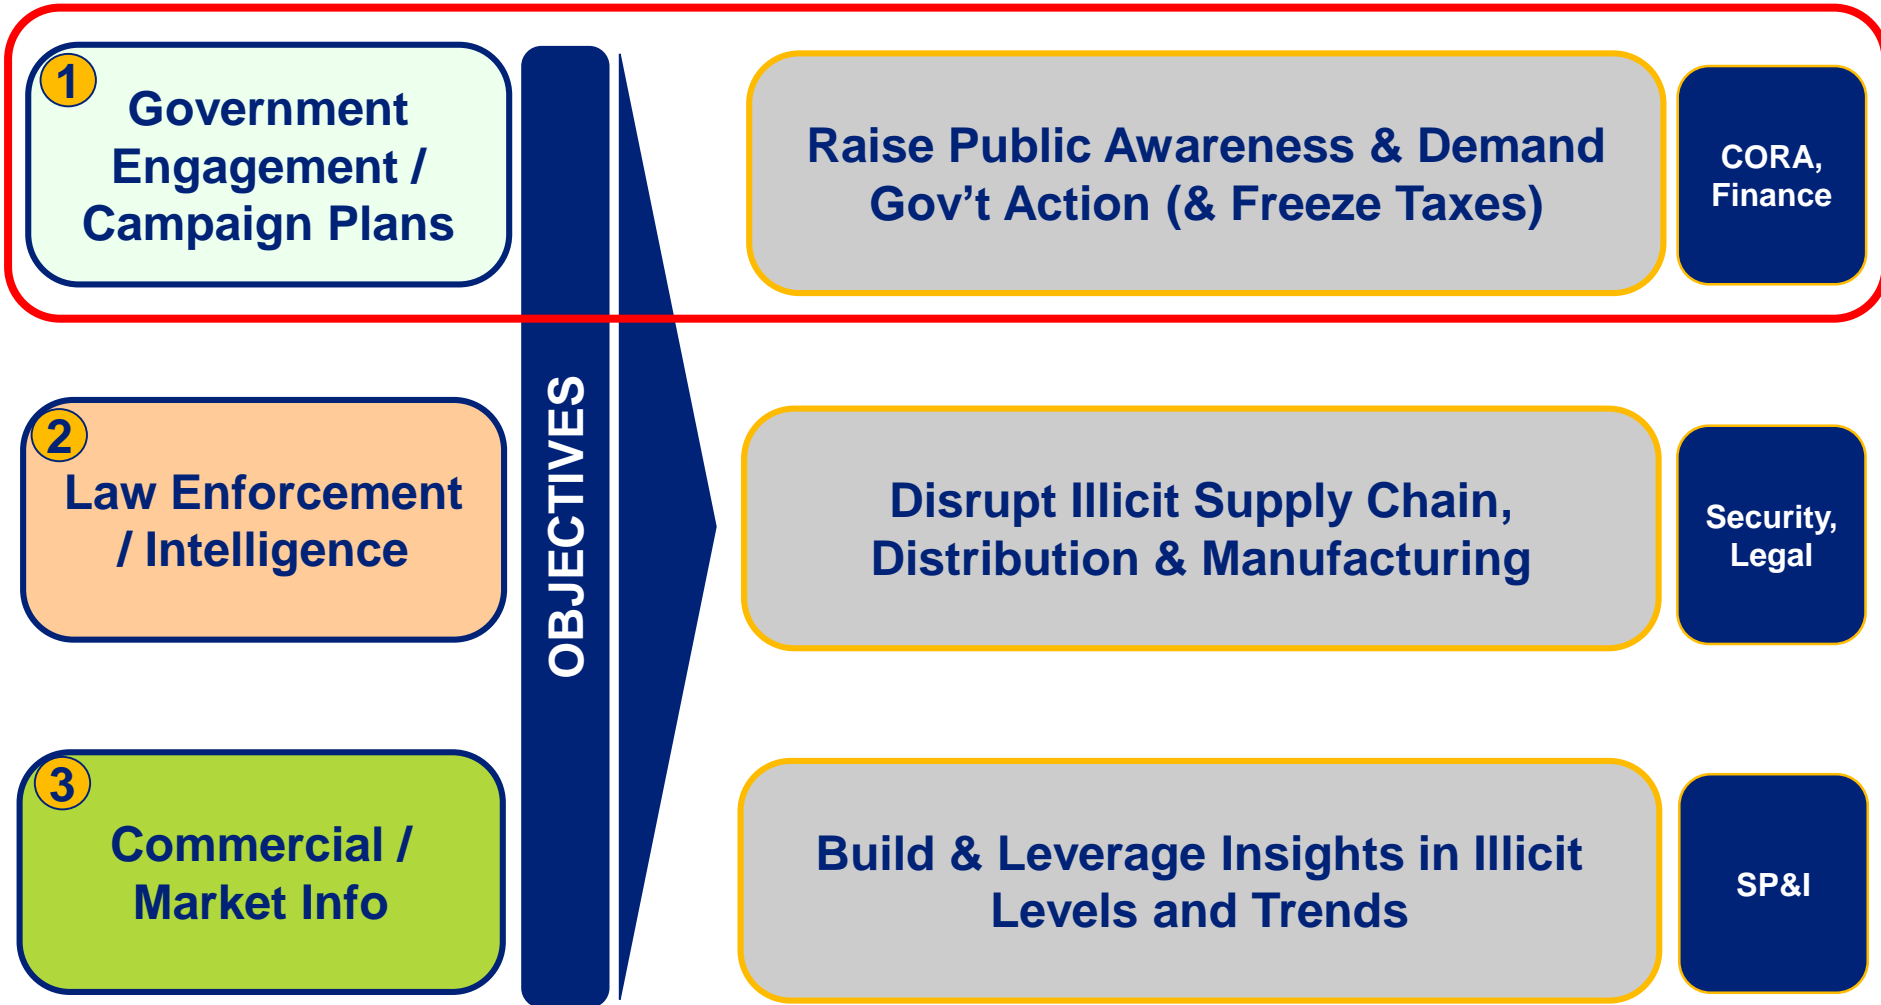 1
Government
Engagement /
Campaign Plans
Raise Public Awareness & Demand
Gov’t Action (& Freeze Taxes)
CORA,
Finance
OBJECTIVES
2
Law Enforcement
/ Intelligence
Disrupt Illicit Supply Chain,
Distribution & Manufacturing
Security,
Legal
3
Commercial /
Market Info
Build & Leverage Insights in Illicit
Levels and Trends
SP&I